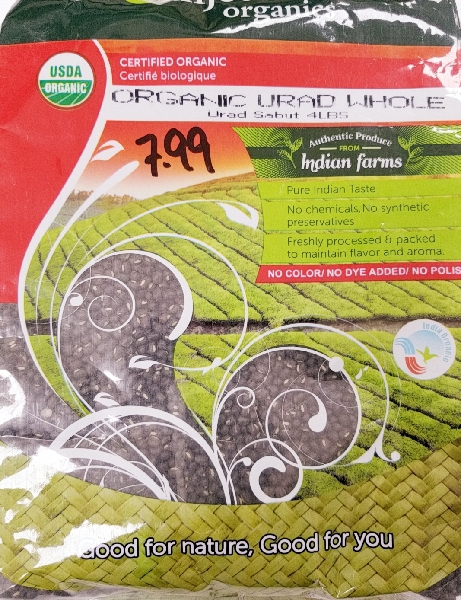 organics
USDA
ORGANIC
CERTIFIED ORGANIC
Certifié biologique
ORGANIC URAD WHOLE
Urad Sabut 4LBS
7.99
Authentic Produce
FROM
Indian farms
Pure Indian Taste
No chemicals, No synthetic
preservatives
Freshly processed & packed
to maintain flavor and aroma.
NO COLOR/ NO DYE ADDED/ NO POLIS
India Organic
Good for nature, Good for you